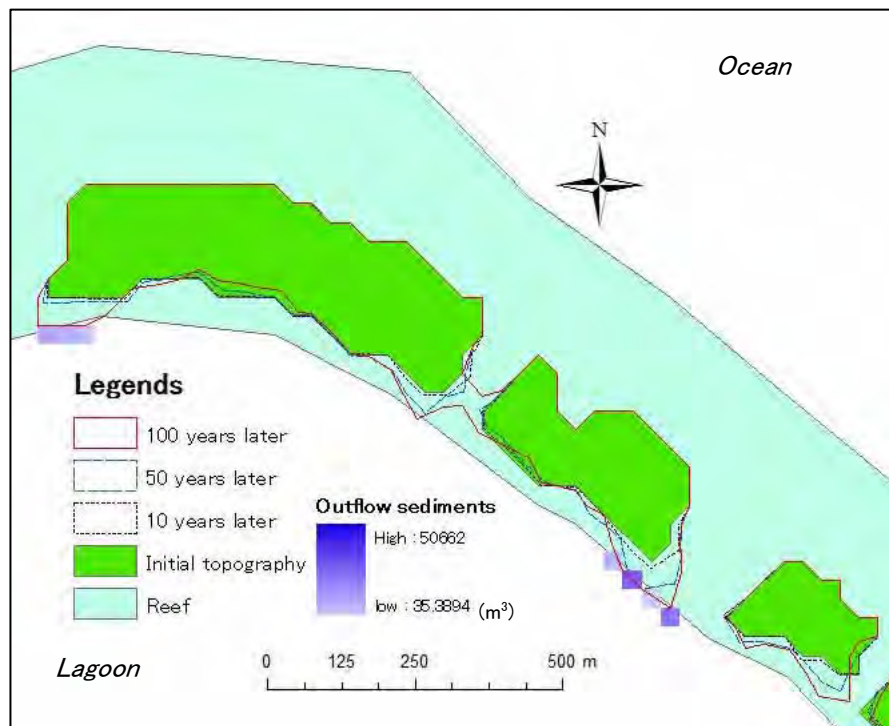 Ocean
N
Legends
100 years later
50 years later
10 years later
Initial topography
Reef
Outflow sediments
High : 50662
low : 35.3894 (m³)
Lagoon
0 125 250 500 m